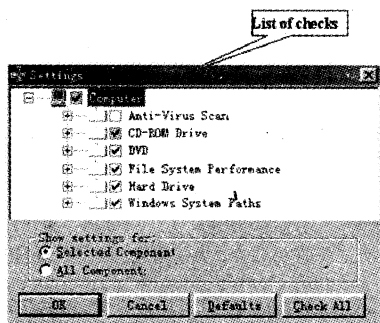 List of checks
Settings
Computer
Anti-Virus Scan
CD-ROM Drive
DVD
File System Performance
Hard Drive
Windows System Paths
Show settings for:
Selected Component
All Component
OK
Cancel
Defaults
Check All